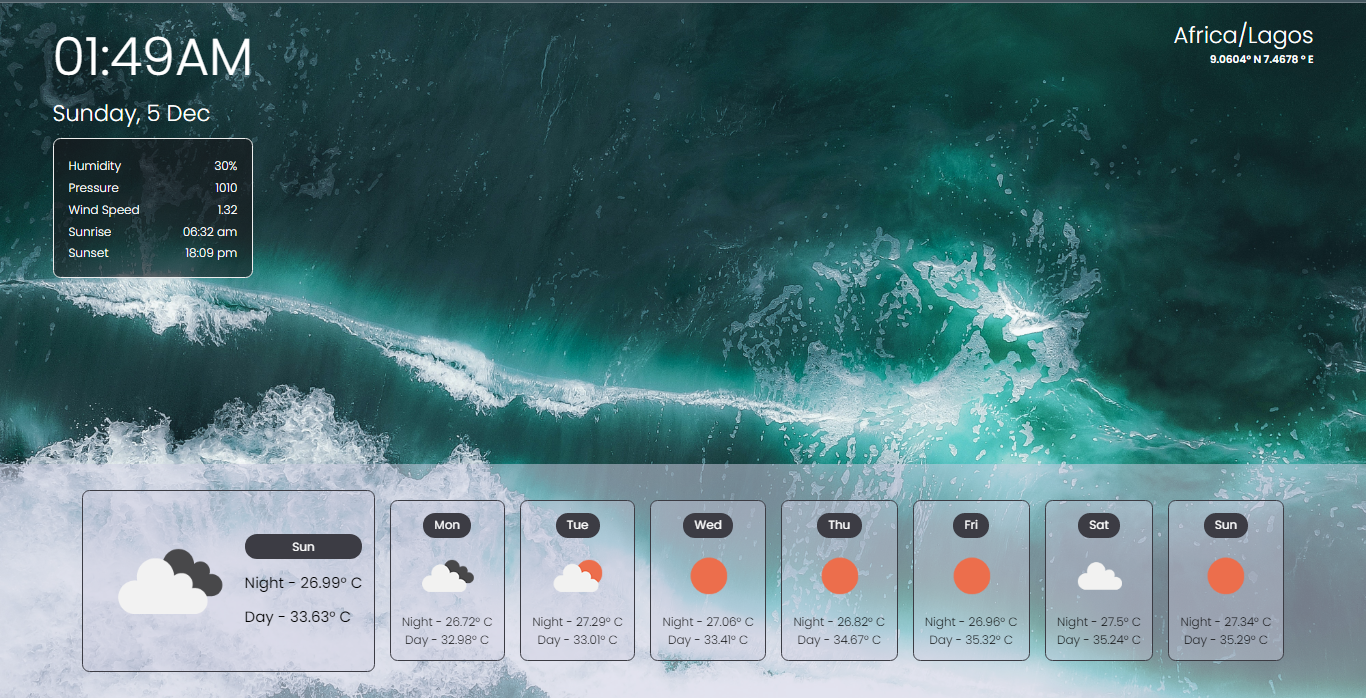 01:49AM
Sunday, 5 Dec
Africa/Lagos
9.0604° N 7.4678 ° E
Humidity 30%
Pressure 1010
Wind Speed 1.32
Sunrise 06:32 am
Sunset 18:09 pm
Sun
Night - 26.99° C
Day - 33.63° C
Mon
Night - 26.72° C
Day - 32.98° C
Tue
Night - 27.29° C
Day - 33.01° C
Wed
Night - 27.06° C
Day - 33.41° C
Thu
Night - 26.82° C
Day - 34.67° C
Fri
Night - 26.96° C
Day - 35.32° C
Sat
Night - 27.5° C
Day - 35.24° C
Sun
Night - 27.34° C
Day - 35.29° C